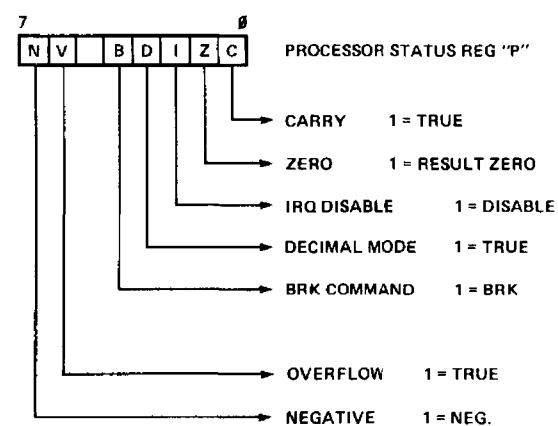 7 0
N V B D I Z C PROCESSOR STATUS REG "P"
CARRY 1 = TRUE
ZERO 1 = RESULT ZERO
IRQ DISABLE 1 = DISABLE
DECIMAL MODE 1 = TRUE
BRK COMMAND 1 = BRK
OVERFLOW 1 = TRUE
NEGATIVE 1 = NEG.